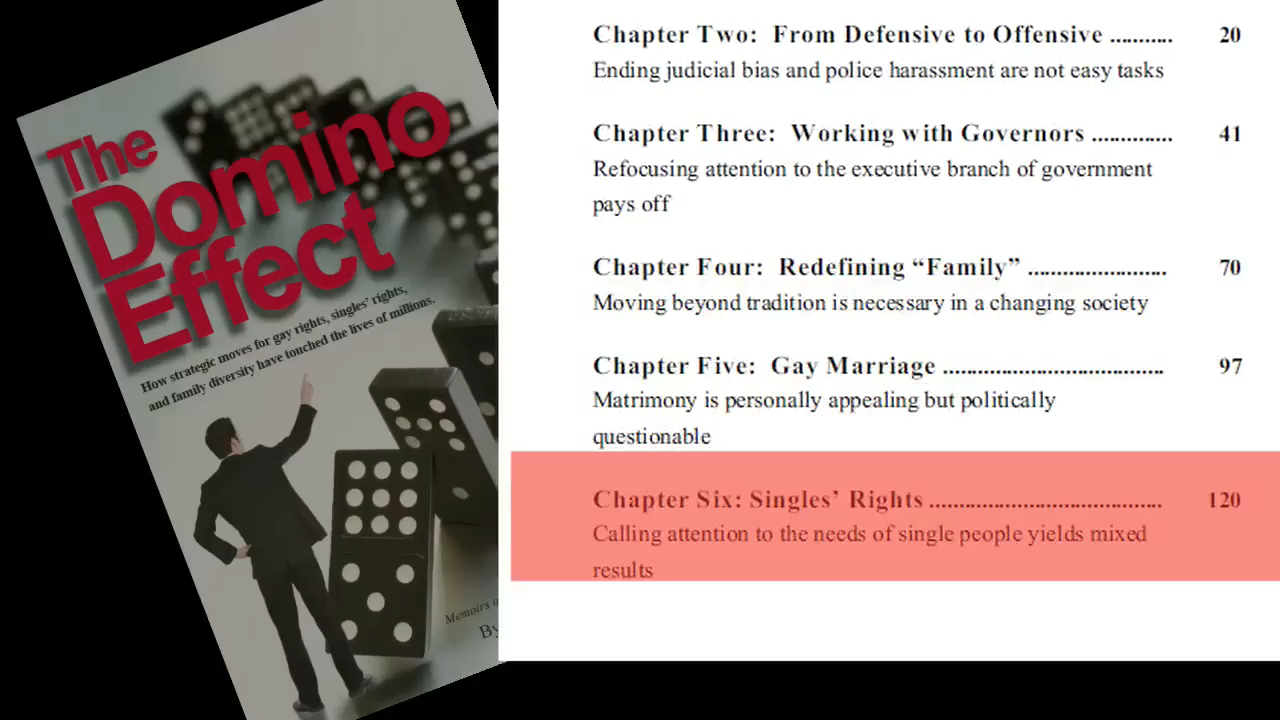 The
Domino
Effect
How strategic moves for gay rights, singles' rights,
and family diversity have touched the lives of millions.
Memoirs
By
Chapter Two: From Defensive to Offensive ........... 20
Ending judicial bias and police harassment are not easy tasks
Chapter Three: Working with Governors .............. 41
Refocusing attention to the executive branch of government
pays off
Chapter Four: Redefining “Family” ........................ 70
Moving beyond tradition is necessary in a changing society
Chapter Five: Gay Marriage ...................................... 97
Matrimony is personally appealing but politically
questionable
Chapter Six: Singles’ Rights ........................................ 120
Calling attention to the needs of single people yields mixed
results